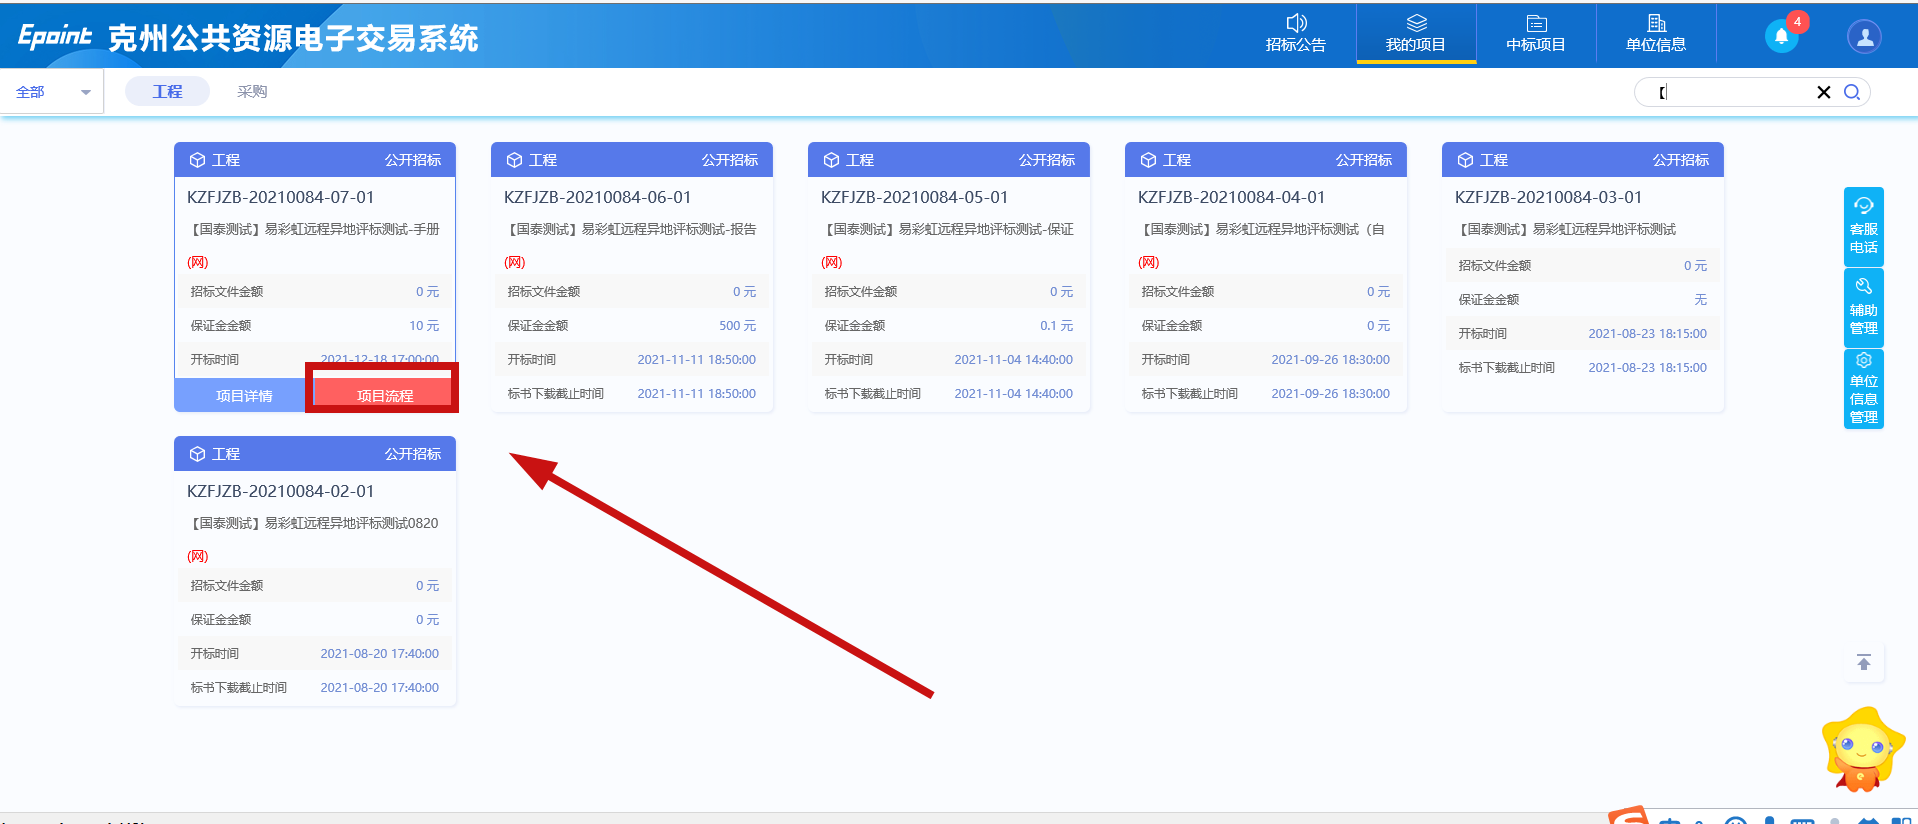 Epoint 克州公共资源电子交易系统
招标公告
我的项目
中标项目
单位信息
4
全部
工程
采购
【
工程 公开招标
KZFJZB-20210084-07-01
【国泰测试】易彩虹远程异地评标测试-手册
(网)
招标文件金额 0 元
保证金金额 10 元
开标时间 2021-12-18 17:00:00
项目详情 项目流程
工程 公开招标
KZFJZB-20210084-06-01
【国泰测试】易彩虹远程异地评标测试-报告
(网)
招标文件金额 0 元
保证金金额 500 元
开标时间 2021-11-11 18:50:00
标书下载截止时间 2021-11-11 18:50:00
工程 公开招标
KZFJZB-20210084-05-01
【国泰测试】易彩虹远程异地评标测试-保证
(网)
招标文件金额 0 元
保证金金额 0.1 元
开标时间 2021-11-04 14:40:00
标书下载截止时间 2021-11-04 14:40:00
工程 公开招标
KZFJZB-20210084-04-01
【国泰测试】易彩虹远程异地评标测试（自
(网)
招标文件金额 0 元
保证金金额 0 元
开标时间 2021-09-26 18:30:00
标书下载截止时间 2021-09-26 18:30:00
工程 公开招标
KZFJZB-20210084-03-01
【国泰测试】易彩虹远程异地评标测试
招标文件金额 0 元
保证金金额 无
开标时间 2021-08-23 18:15:00
标书下载截止时间 2021-08-23 18:15:00
工程 公开招标
KZFJZB-20210084-02-01
【国泰测试】易彩虹远程异地评标测试0820
(网)
招标文件金额 0 元
保证金金额 0 元
开标时间 2021-08-20 17:40:00
标书下载截止时间 2021-08-20 17:40:00
客服
电话
辅助
管理
单位
信息
管理